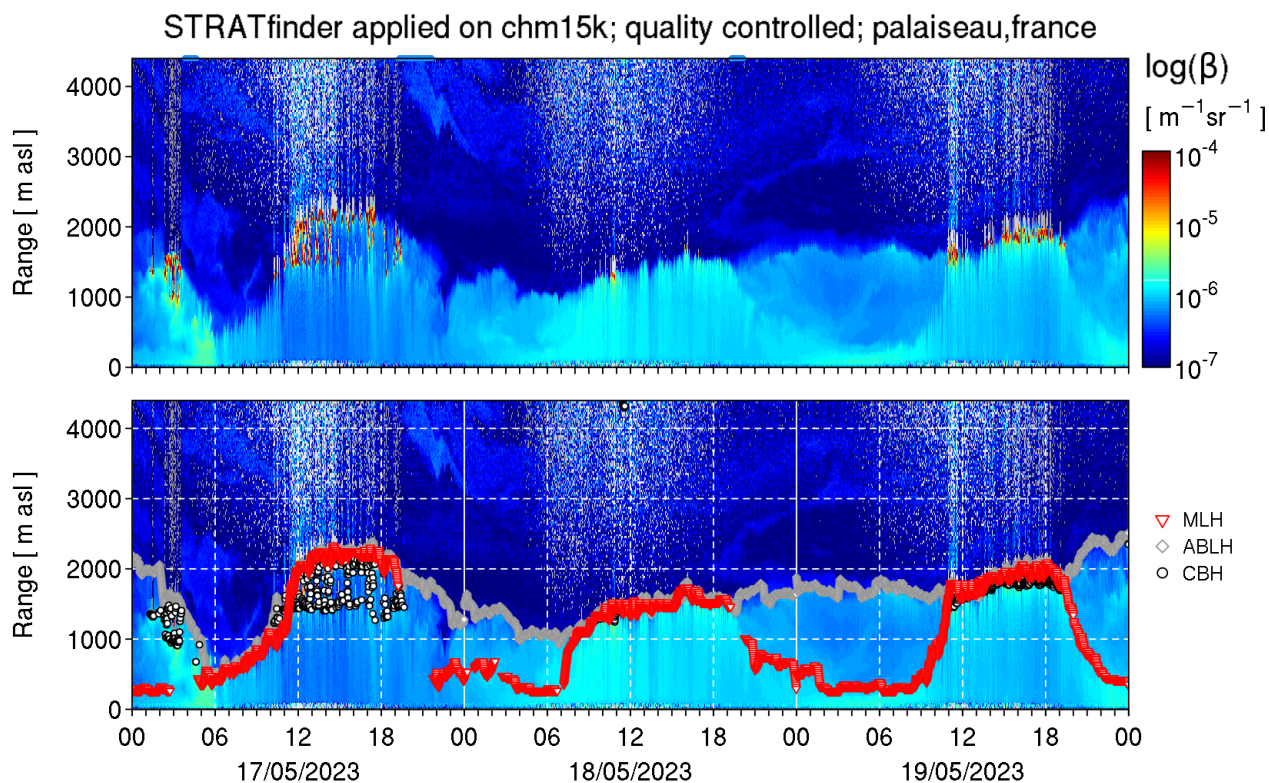 STRATfinder applied on chm15k; quality controlled; palaiseau,france
log(β)
[ m⁻¹sr⁻¹ ]
Range [ m asl ]
4000
3000
2000
1000
0
10⁻⁴
10⁻⁵
10⁻⁶
10⁻⁷
Range [ m asl ]
4000
3000
2000
1000
0
MLH
ABLH
CBH
00 06 12 18 00 06 12 18 00 06 12 18 00
17/05/2023 18/05/2023 19/05/2023